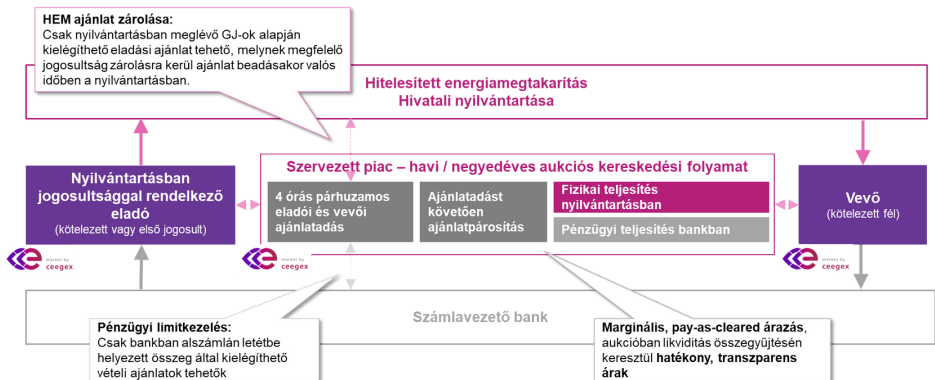 HEM ajánlat zárolása:
Csak nyilvántartásban meglévő GJ-ok alapján
kielégíthető eladási ajánlat tehető, melynek megfelelő
jogosultság zárolásra kerül ajánlat beadásakor valós
időben a nyilvántartásban.
Hitelesített energiamegtakarítás
Hivatali nyilvántartása
Nyilvántartásban
jogosultsággal rendelkező
eladó
(kötelezett vagy első jogosult)
Szervezett piac – havi / negyedéves aukciós kereskedési folyamat
4 órás párhuzamos
eladói és vevői
ajánlatadás
Ajánlatadást
követően
ajánlatpárosítás
Fizikai teljesítés
nyilvántartásban
Pénzügyi teljesítés bankban
Vevő
(kötelezett fél)
market by
ceegex
market by
ceegex
market by
ceegex
Számlavezető bank
Pénzügyi limitkezelés:
Csak bankban alszámlán letétbe
helyezett összeg által kielégíthető
vételi ajánlatok tehetők
Marginális, pay-as-cleared árazás,
aukcióban likviditás összegyűjtésén
keresztül hatékony, transzparens
árak